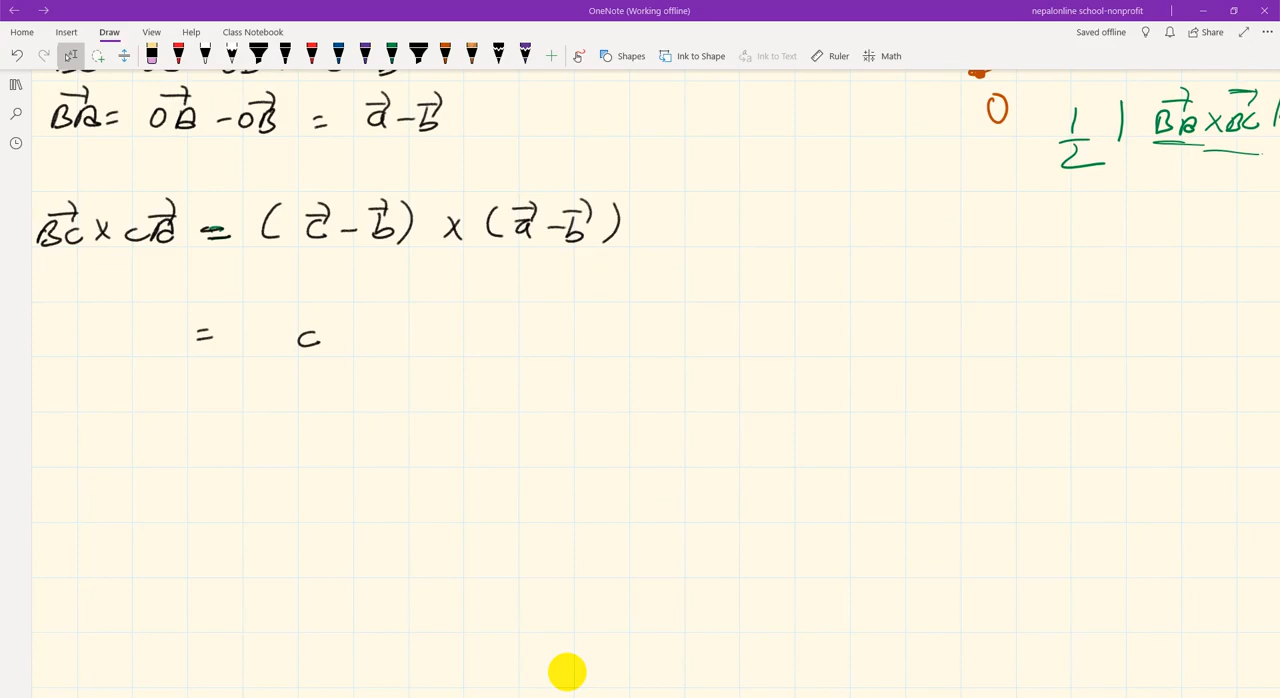 OneNote (Working offline)
nepalonline school-nonprofit
Home Insert Draw View Help Class Notebook
Saved offline Share
Shapes Ink to Shape Ink to Text Ruler Math
BA⃗ = OA⃗ - OB⃗ = a⃗ - b⃗
O
1/2 | BA⃗ × BC⃗ |
BC⃗ × CB⃗ = ( c⃗ - b⃗ ) × ( a⃗ - b⃗ )
= c